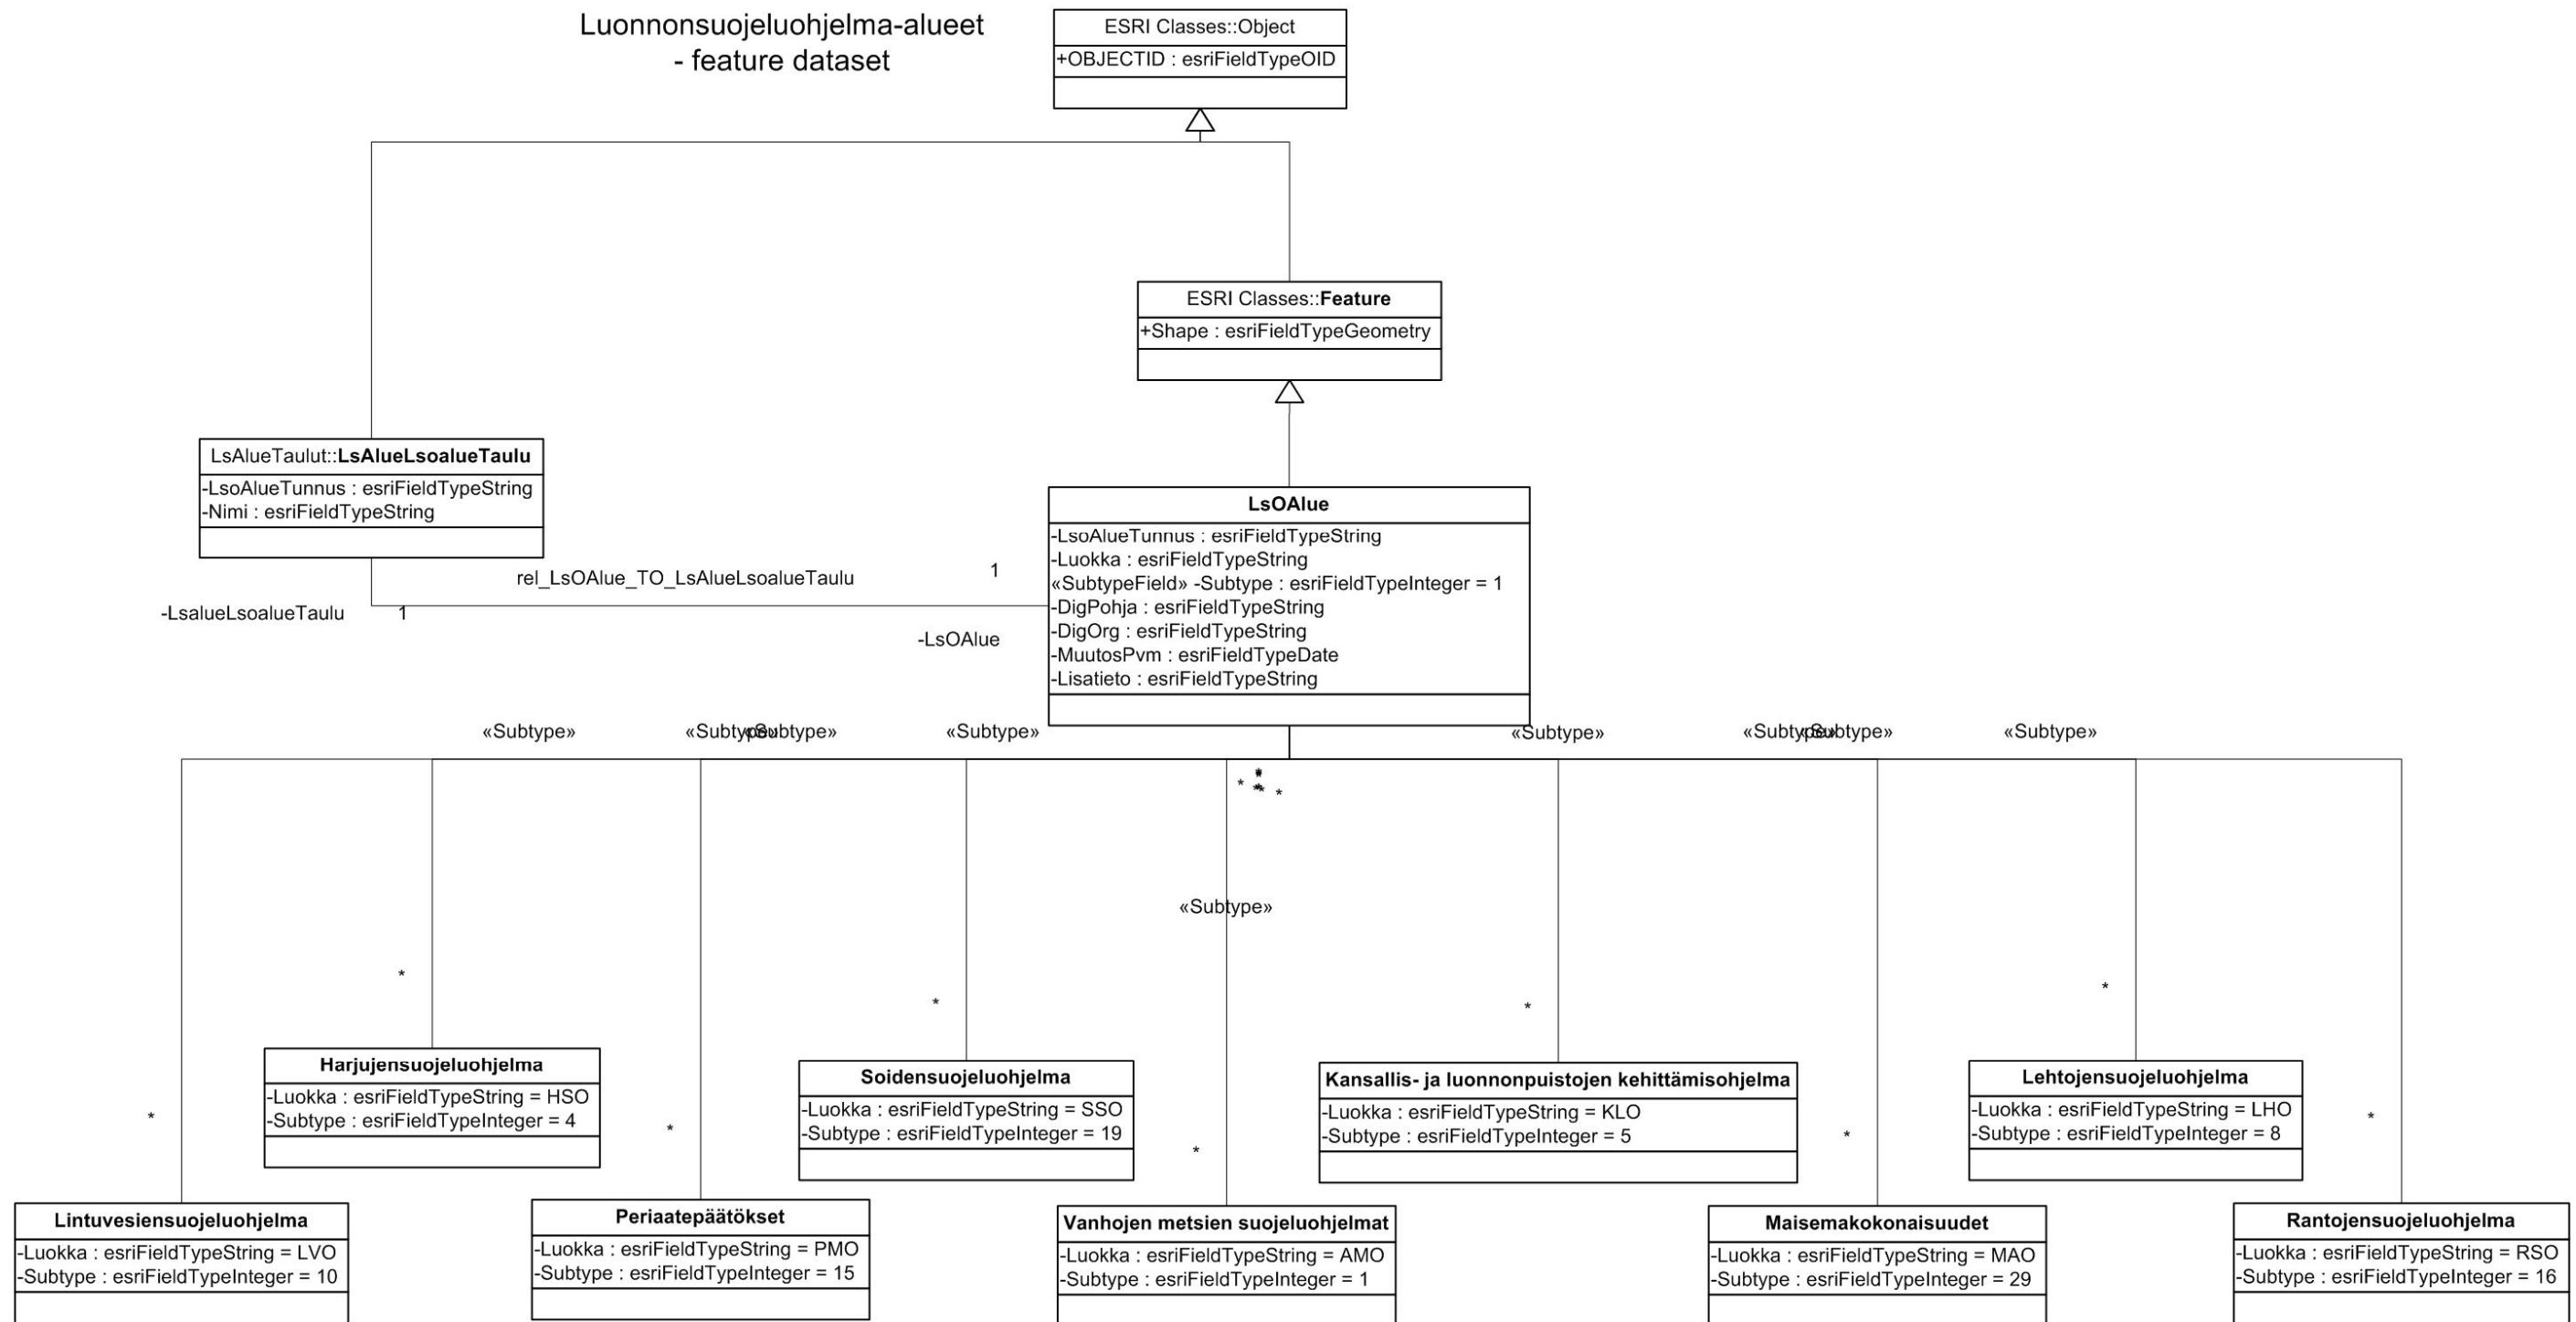 Luonnonsuojeluohjelma-alueet
- feature dataset
ESRI Classes::Object
+OBJECTID : esriFieldTypeOID
ESRI Classes::Feature
+Shape : esriFieldTypeGeometry
LsAlueTaulut::LsAlueLsoalueTaulu
-LsoAlueTunnus : esriFieldTypeString
-Nimi : esriFieldTypeString
LsOAlue
-LsoAlueTunnus : esriFieldTypeString
-Luokka : esriFieldTypeString
«SubtypeField» -Subtype : esriFieldTypeInteger = 1
-DigPohja : esriFieldTypeString
-DigOrg : esriFieldTypeString
-MuutosPvm : esriFieldTypeDate
-Lisatieto : esriFieldTypeString
rel_LsOAlue_TO_LsAlueLsoalueTaulu
1
-LsalueLsoalueTaulu
1
-LsOAlue
«Subtype»
«Subtype»
«Subtype»
«Subtype»
«Subtype»
«Subtype»
«Subtype»
«Subtype»
* * * * *
«Subtype»
*
*
*
*
*
*
*
*
*
Harjujensuojeluohjelma
-Luokka : esriFieldTypeString = HSO
-Subtype : esriFieldTypeInteger = 4
Soidensuojeluohjelma
-Luokka : esriFieldTypeString = SSO
-Subtype : esriFieldTypeInteger = 19
Kansallis- ja luonnonpuistojen kehittämisohjelma
-Luokka : esriFieldTypeString = KLO
-Subtype : esriFieldTypeInteger = 5
Lehtojensuojeluohjelma
-Luokka : esriFieldTypeString = LHO
-Subtype : esriFieldTypeInteger = 8
Lintuvesiensuojeluohjelma
-Luokka : esriFieldTypeString = LVO
-Subtype : esriFieldTypeInteger = 10
Periaatepäätökset
-Luokka : esriFieldTypeString = PMO
-Subtype : esriFieldTypeInteger = 15
Vanhojen metsien suojeluohjelmat
-Luokka : esriFieldTypeString = AMO
-Subtype : esriFieldTypeInteger = 1
Maisemakokonaisuudet
-Luokka : esriFieldTypeString = MAO
-Subtype : esriFieldTypeInteger = 29
Rantojensuojeluohjelma
-Luokka : esriFieldTypeString = RSO
-Subtype : esriFieldTypeInteger = 16